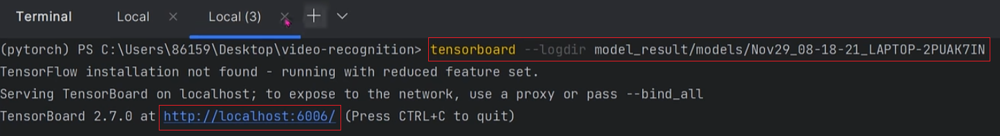 Terminal Local × Local (3) × + 
(pytorch) PS C:\Users\86159\Desktop\video-recognition> tensorboard --logdir model_result/models/Nov29_08-18-21_LAPTOP-2PUAK7IN
TensorFlow installation not found - running with reduced feature set.
Serving TensorBoard on localhost; to expose to the network, use a proxy or pass --bind_all
TensorBoard 2.7.0 at http://localhost:6006/ (Press CTRL+C to quit)